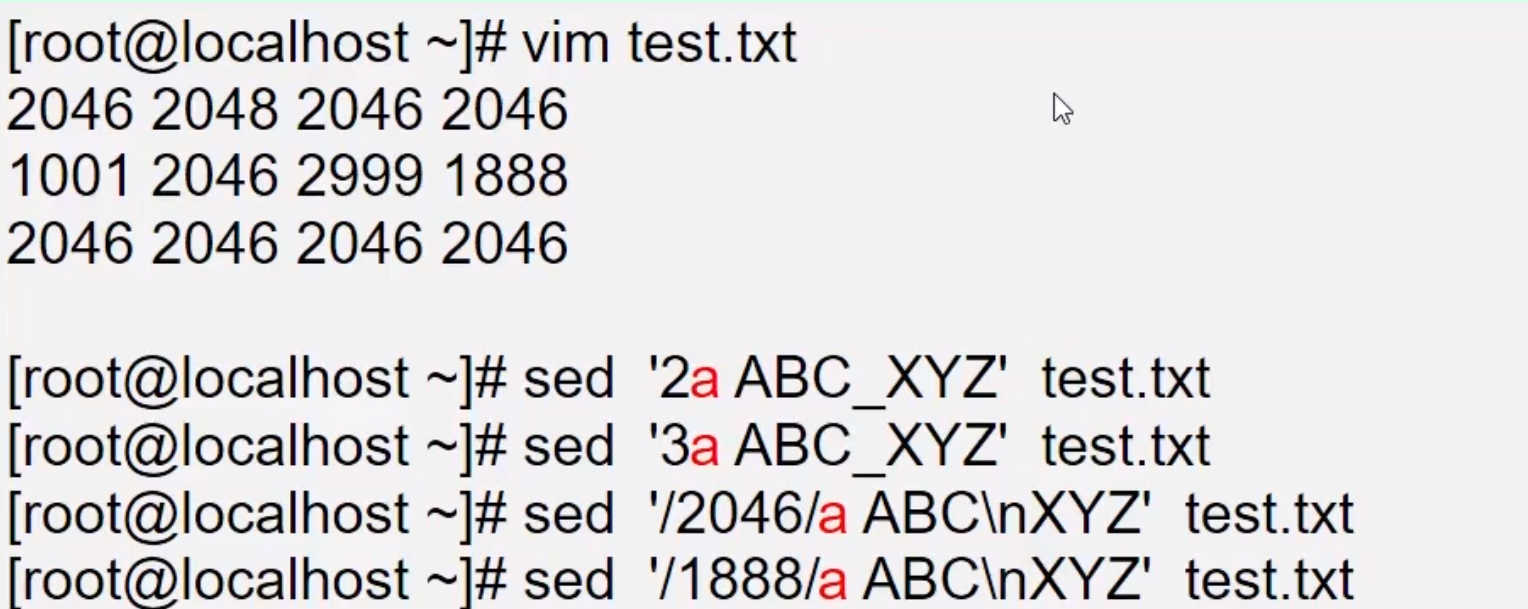 [root@localhost ~]# vim test.txt
2046 2048 2046 2046
1001 2046 2999 1888
2046 2046 2046 2046
[root@localhost ~]# sed  '2a ABC_XYZ'  test.txt
[root@localhost ~]# sed  '3a ABC_XYZ'  test.txt
[root@localhost ~]# sed  '/2046/a ABC\nXYZ'  test.txt
[root@localhost ~]# sed  '/1888/a ABC\nXYZ'  test.txt